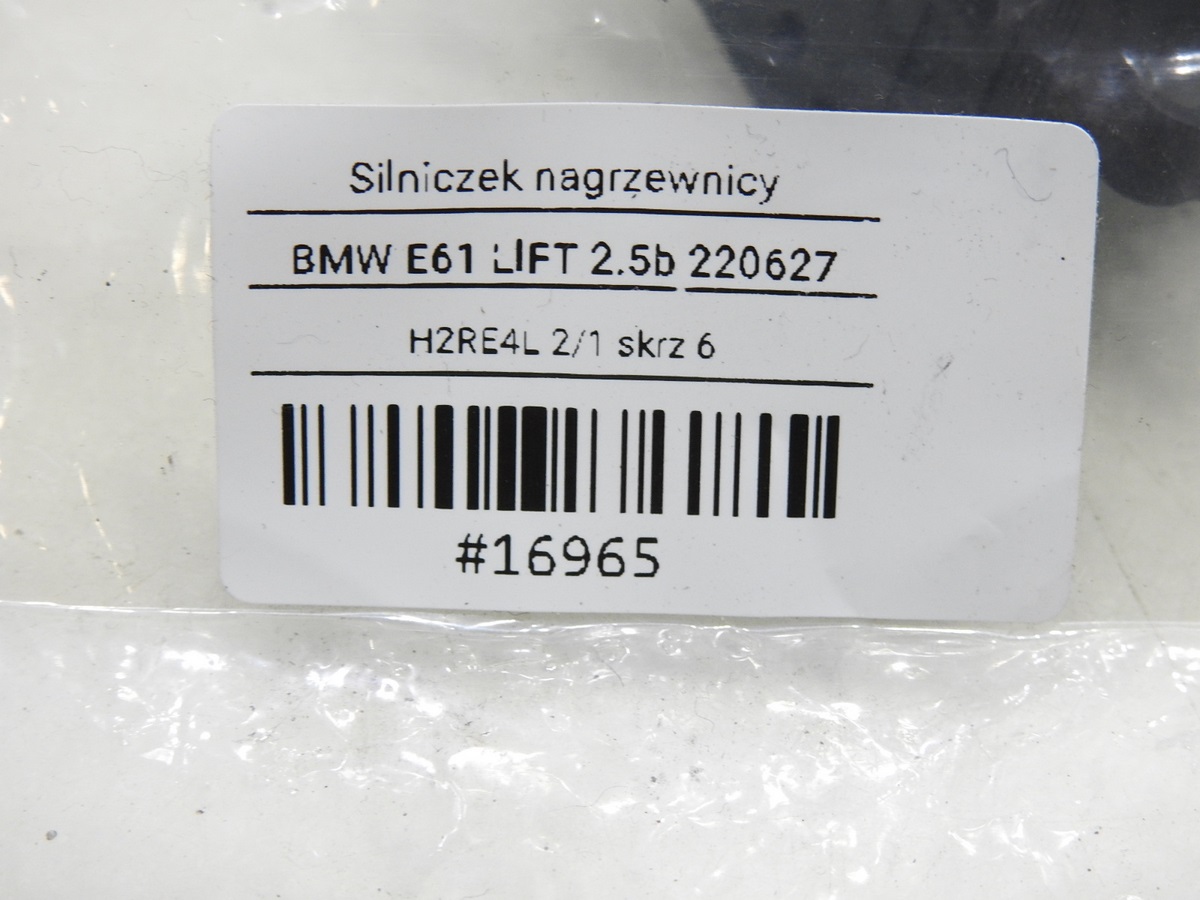 Silniczek nagrzewnicy
BMW E61 LIFT 2.5b 220627
H2RE4L 2/1 skrz 6
#16965